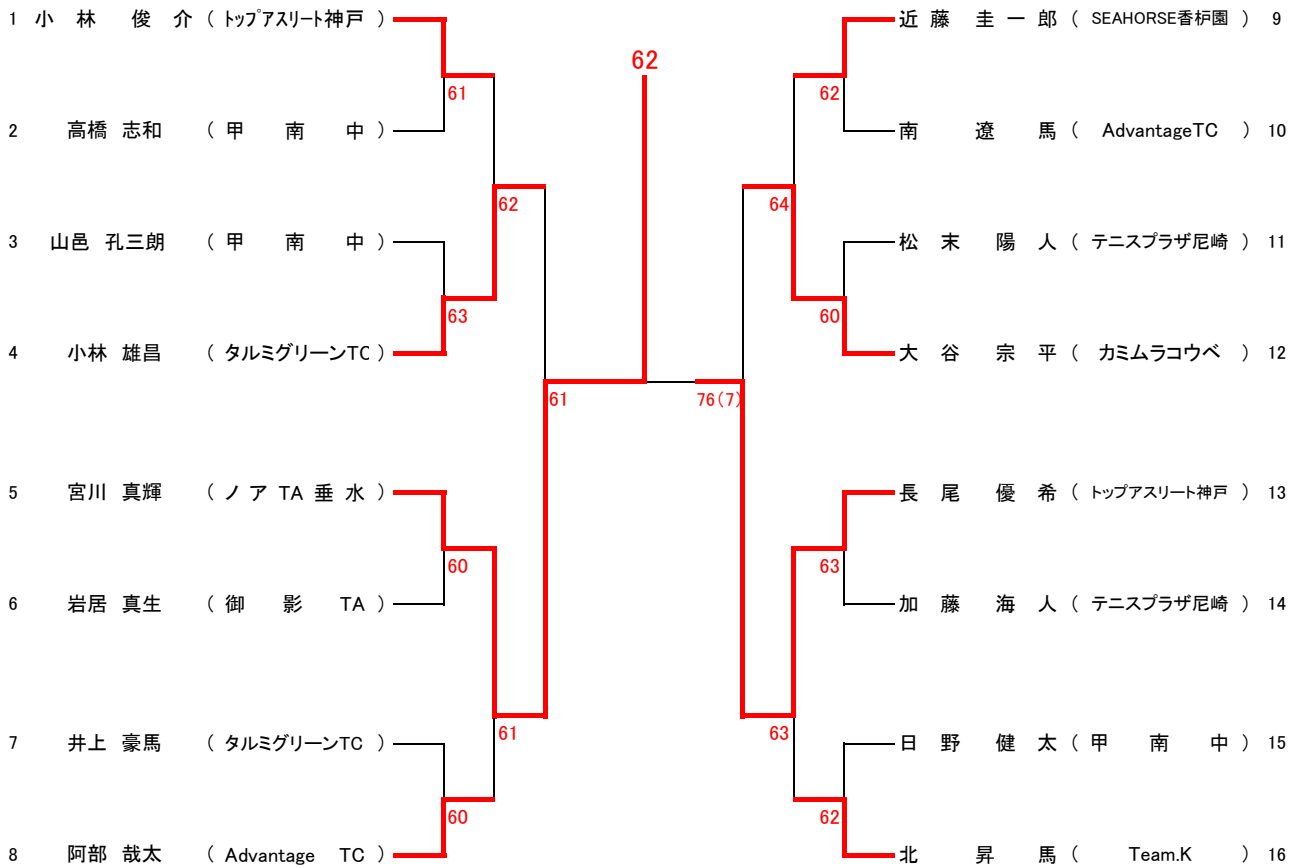 1 小林 俊介 (トップアスリート神戸)
61
2 高橋 志和 (甲南中)
62
3 山邑 孔三朗 (甲南中)
63
4 小林 雄昌 (タルミグリーンTC)
61
5 宮川 真輝 (ノアTA垂水)
60
6 岩居 真生 (御影TA)
61
7 井上 豪馬 (タルミグリーンTC)
60
8 阿部 哉太 (Advantage TC)
62
76(7)
近藤 圭一郎 (SEAHORSE香枦園) 9
62
南 遼馬 (AdvantageTC) 10
64
松末 陽人 (テニスプラザ尼崎) 11
60
大谷 宗平 (カミムラコウベ) 12
長尾 優希 (トップアスリート神戸) 13
63
加藤 海人 (テニスプラザ尼崎) 14
63
日野 健太 (甲南中) 15
62
北 昇馬 (Team.K) 16